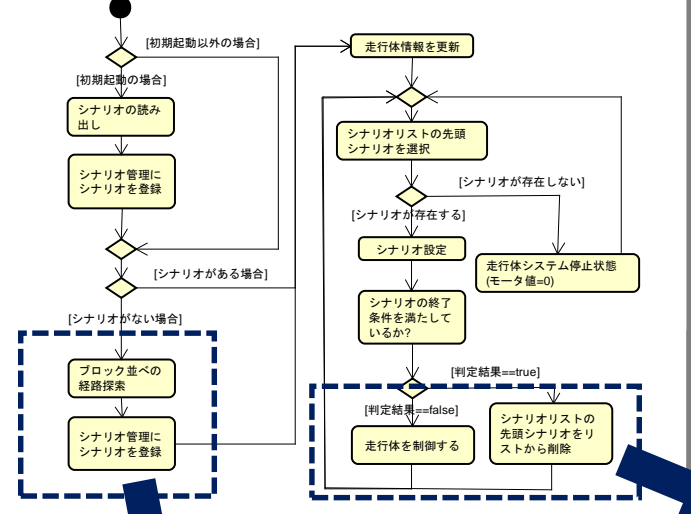 [初期起動以外の場合]
[初期起動の場合]
シナリオの読み
出し
シナリオ管理に
シナリオを登録
[シナリオがある場合]
[シナリオがない場合]
ブロック並べの
経路探索
シナリオ管理に
シナリオを登録
走行体情報を更新
シナリオリストの先頭
シナリオを選択
[シナリオが存在しない]
[シナリオが存在する]
シナリオ設定
走行体システム停止状態
(モータ値=0)
シナリオの終了
条件を満たして
いるか?
[判定結果==true]
[判定結果==false]
走行体を制御する
シナリオリストの
先頭シナリオをリ
ストから削除